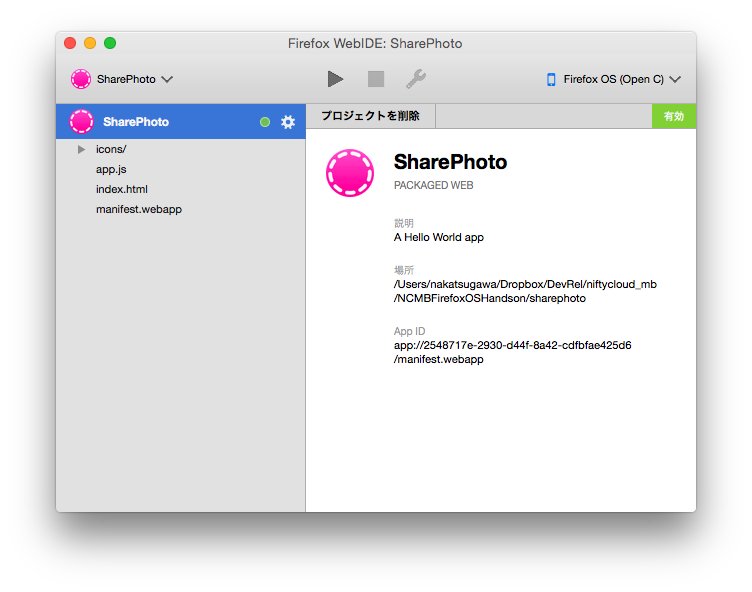 Firefox WebIDE: SharePhoto
SharePhoto
Firefox OS (Open C)
SharePhoto
icons/
app.js
index.html
manifest.webapp
プロジェクトを削除
有効
SharePhoto
PACKAGED WEB
説明
A Hello World app
場所
/Users/nakatsugawa/Dropbox/DevRel/niftycloud_mb
/NCMBFirefoxOSHandson/sharephoto
App ID
app://2548717e-2930-d44f-8a42-cdfbfae425d6
/manifest.webapp